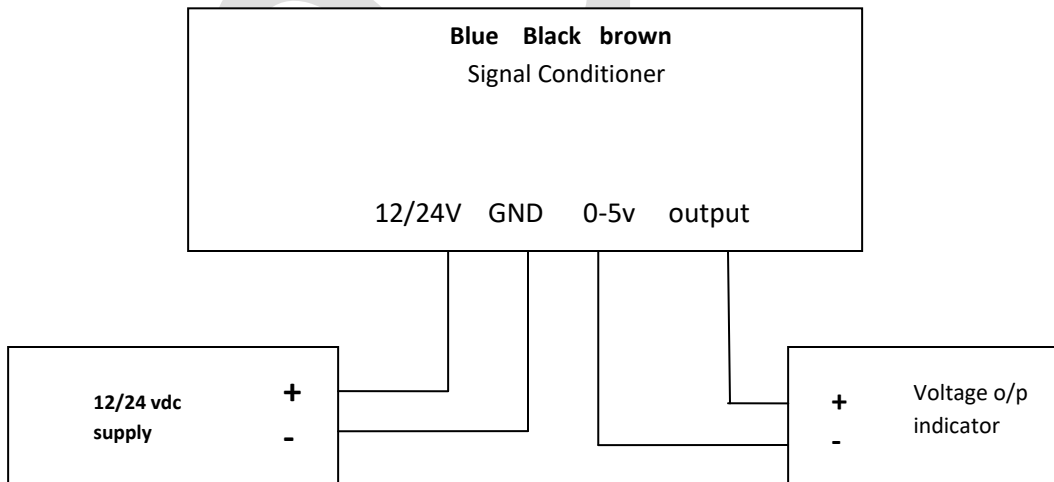 Blue Black brown
Signal Conditioner
12/24V GND 0-5v output
12/24 vdc
supply
+
-
+
-
Voltage o/p
indicator